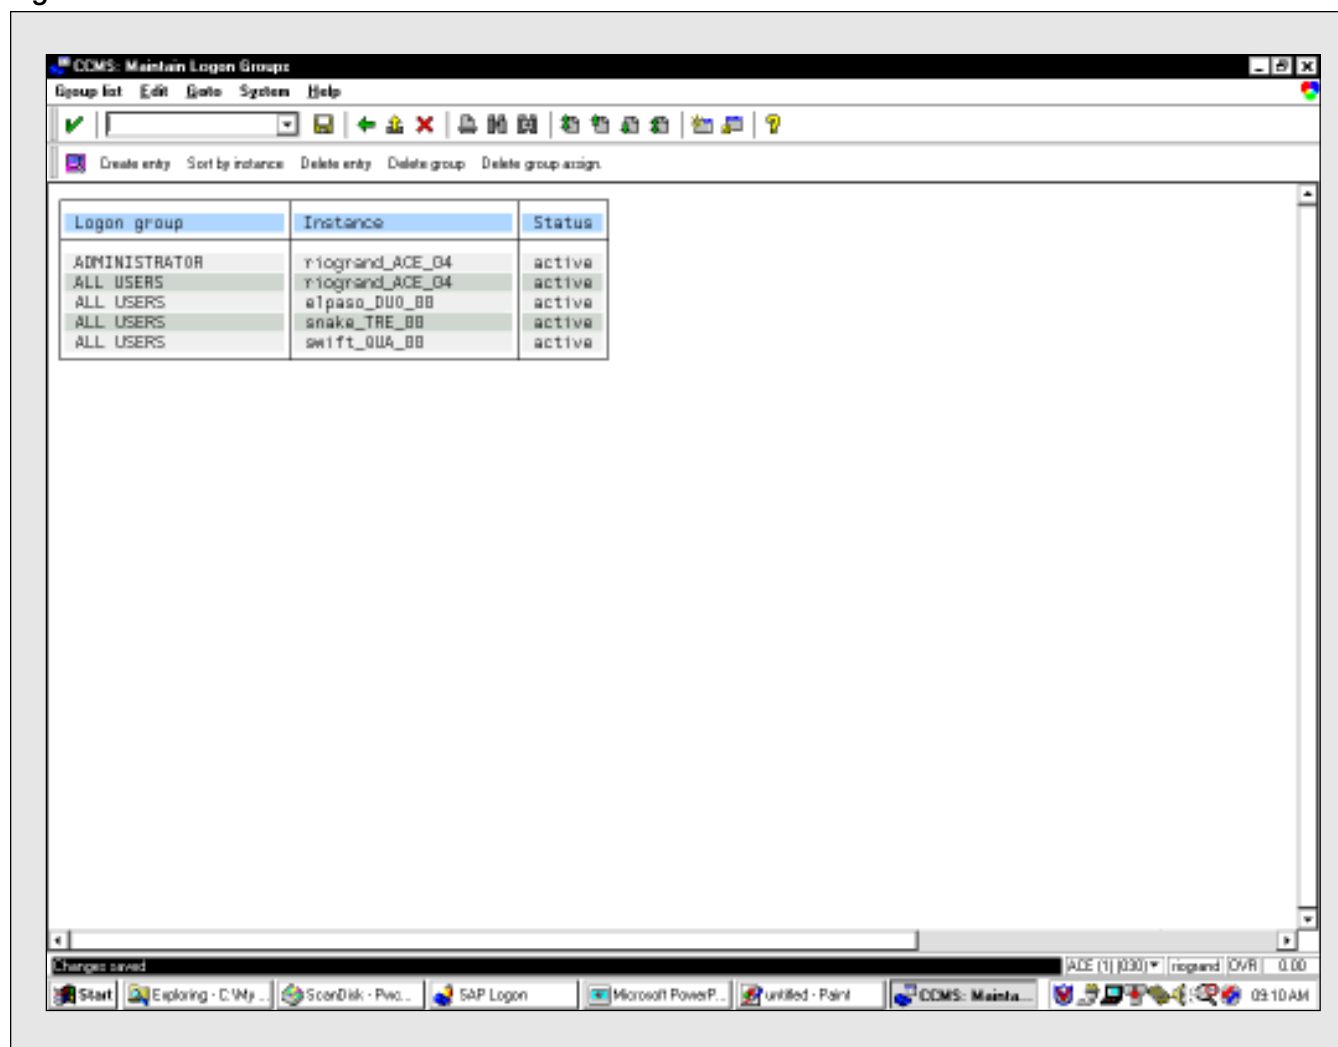 CCMS: Maintain Logon Groups
Group list Edit Goto System Help
Create entry Sort by instance Delete entry Delete group Delete group assign.
Logon group Instance Status
ADMINISTRATOR riogrand_ACE_04 active
ALL USERS riogrand_ACE_04 active
ALL USERS elpaso_DUO_00 active
ALL USERS snake_TRE_00 active
ALL USERS swift_QUA_00 active
Changes saved
ACE (1) (030) riogrand OVR 0.00
Start Exploring - C:\My ... ScanDisk - Pwc... SAP Logon Microsoft PowerP... untitled - Paint CCMS: Mainta... 09:10 AM